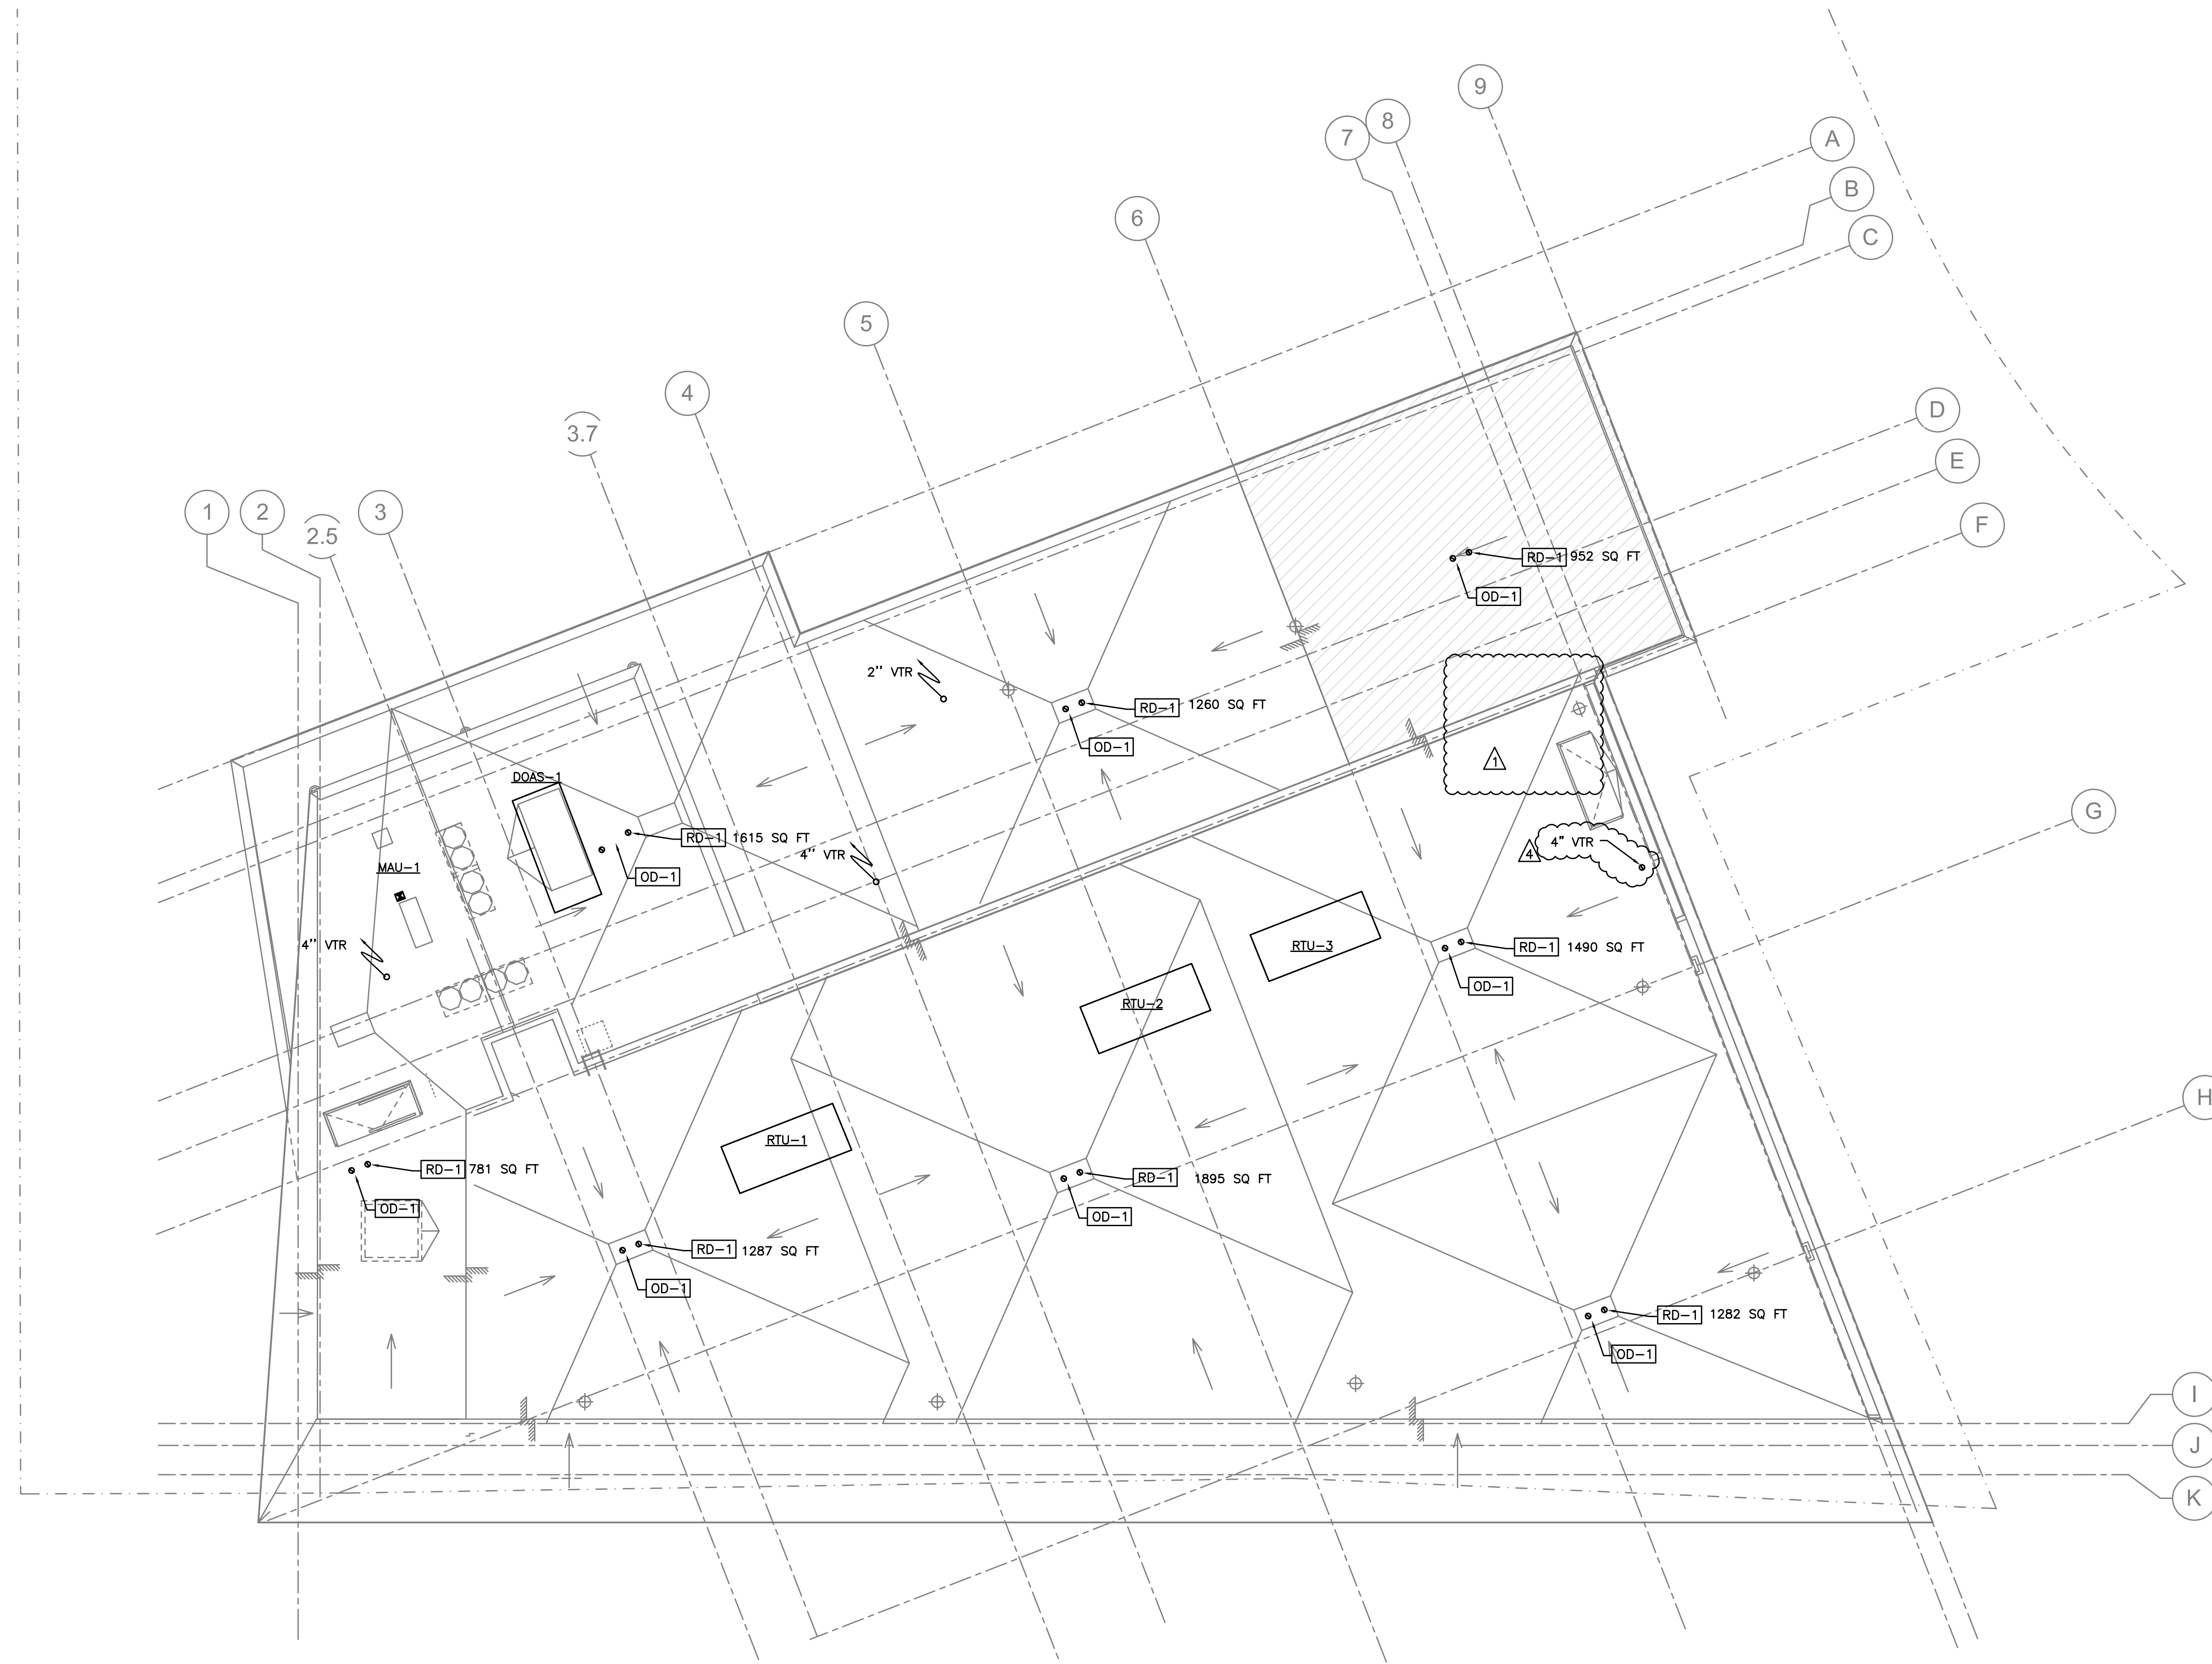 9
8
7
A
B
6
C
5
4
D
3.7
E
1
2
2.5
3
F
RD-1 952 SQ FT
OD-1
2'' VTR
RD-1 1260 SQ FT
OD-1
1
DOAS-1
RD-1 1615 SQ FT
4'' VTR
OD-1
MAU-1
4" VTR
4
G
4'' VTR
RTU-3
RD-1 1490 SQ FT
OD-1
RTU-2
H
RTU-1
RD-1 781 SQ FT
OD-1
RD-1 1895 SQ FT
OD-1
RD-1 1287 SQ FT
OD-1
RD-1 1282 SQ FT
OD-1
I
J
K